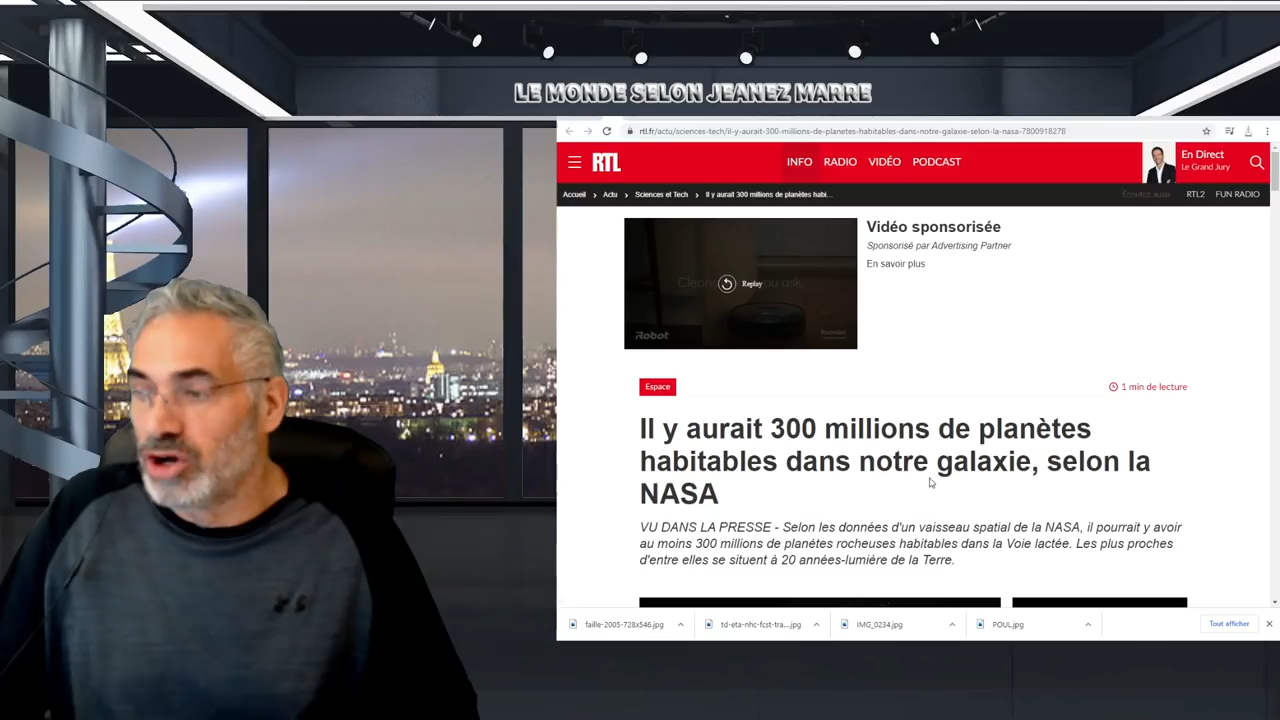 LE MONDE SELON JEANEZ MARRE
rtl.fr/actu/sciences-tech/il-y-aurait-300-millions-de-planetes-habitables-dans-notre-galaxie-selon-la-nasa-7800918278
RTL
INFO RADIO VIDÉO PODCAST
En Direct
Le Grand Jury
Accueil > Actu > Sciences et Tech > Il y aurait 300 millions de planètes habi...
Écoutez aussi RTL2 FUN RADIO
Vidéo sponsorisée
Sponsorisé par Advertising Partner
En savoir plus
Replay
Espace
1 min de lecture
Il y aurait 300 millions de planètes
habitables dans notre galaxie, selon la
NASA
VU DANS LA PRESSE - Selon les données d'un vaisseau spatial de la NASA, il pourrait y avoir
au moins 300 millions de planètes rocheuses habitables dans la Voie lactée. Les plus proches
d'entre elles se situent à 20 années-lumière de la Terre.
faille-2005-728x546.jpg td-eta-nhc-fcst-tra....jpg IMG_0234.jpg POUL.jpg Tout afficher